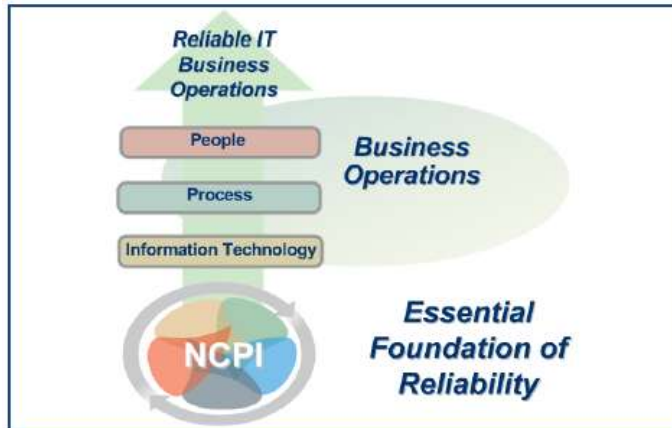 Reliable IT
Business
Operations
People
Business
Operations
Process
Information Technology
NCPI
Essential
Foundation of
Reliability